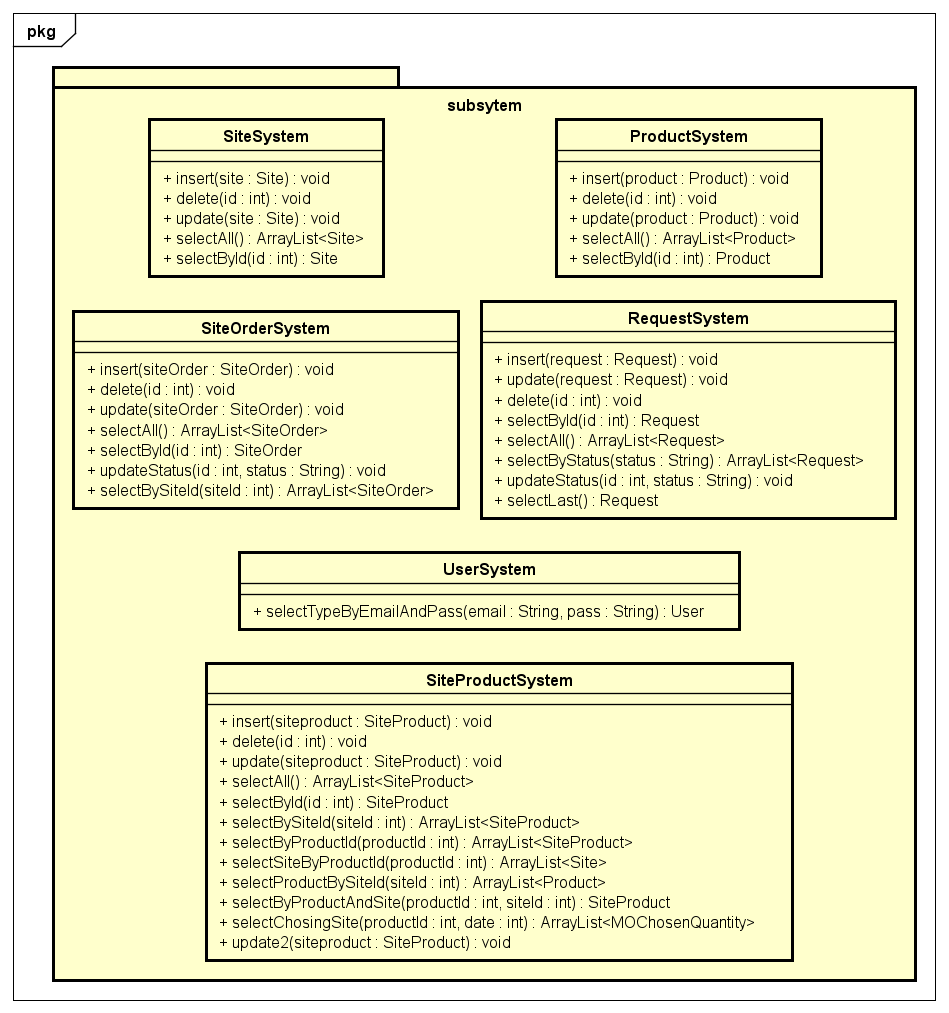 pkg
subsytem
SiteSystem
+ insert(site : Site) : void
+ delete(id : int) : void
+ update(site : Site) : void
+ selectAll() : ArrayList<Site>
+ selectById(id : int) : Site
ProductSystem
+ insert(product : Product) : void
+ delete(id : int) : void
+ update(product : Product) : void
+ selectAll() : ArrayList<Product>
+ selectById(id : int) : Product
SiteOrderSystem
+ insert(siteOrder : SiteOrder) : void
+ delete(id : int) : void
+ update(siteOrder : SiteOrder) : void
+ selectAll() : ArrayList<SiteOrder>
+ selectById(id : int) : SiteOrder
+ updateStatus(id : int, status : String) : void
+ selectBySiteId(siteId : int) : ArrayList<SiteOrder>
RequestSystem
+ insert(request : Request) : void
+ update(request : Request) : void
+ delete(id : int) : void
+ selectById(id : int) : Request
+ selectAll() : ArrayList<Request>
+ selectByStatus(status : String) : ArrayList<Request>
+ updateStatus(id : int, status : String) : void
+ selectLast() : Request
UserSystem
+ selectTypeByEmailAndPass(email : String, pass : String) : User
SiteProductSystem
+ insert(siteproduct : SiteProduct) : void
+ delete(id : int) : void
+ update(siteproduct : SiteProduct) : void
+ selectAll() : ArrayList<SiteProduct>
+ selectById(id : int) : SiteProduct
+ selectBySiteId(siteId : int) : ArrayList<SiteProduct>
+ selectByProductId(productId : int) : ArrayList<SiteProduct>
+ selectSiteByProductId(productId : int) : ArrayList<Site>
+ selectProductBySiteId(siteId : int) : ArrayList<Product>
+ selectByProductAndSite(productId : int, siteId : int) : SiteProduct
+ selectChosingSite(productId : int, date : int) : ArrayList<MOChosenQuantity>
+ update2(siteproduct : SiteProduct) : void